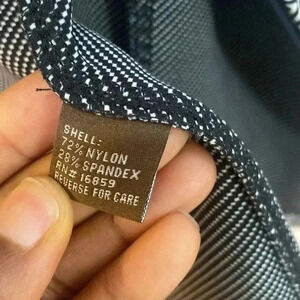 SHELL:
72% NYLON
28% SPANDEX
RN# 16859
REVERSE FOR CARE